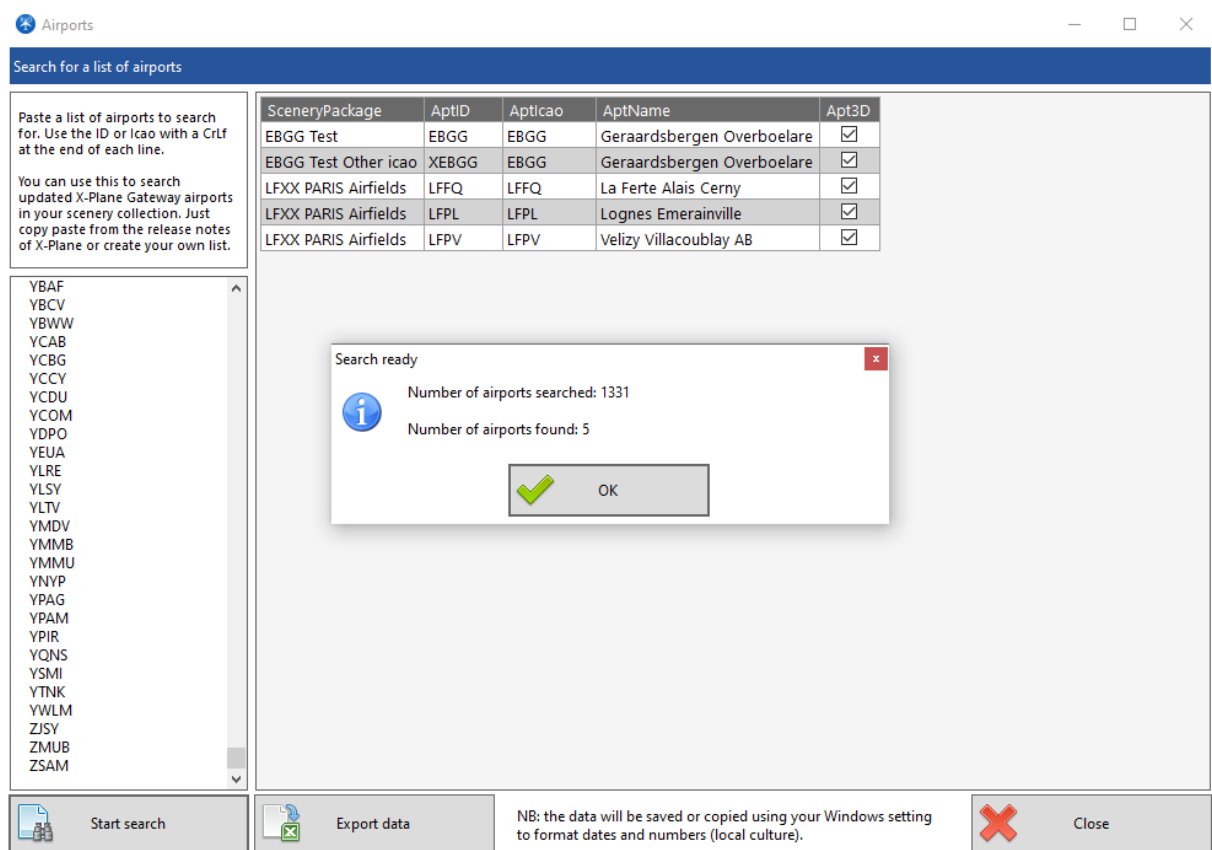 Airports
Search for a list of airports
Paste a list of airports to search
for. Use the ID or Icao with a CrLf
at the end of each line.
You can use this to search
updated X-Plane Gateway airports
in your scenery collection. Just
copy paste from the release notes
of X-Plane or create your own list.
YBAF
YBCV
YBWW
YCAB
YCBG
YCCY
YCDU
YCOM
YDPO
YEUA
YLRE
YLSY
YLTV
YMDV
YMMB
YMMU
YNYP
YPAG
YPAM
YPIR
YQNS
YSMI
YTNK
YWLM
ZJSY
ZMUB
ZSAM
SceneryPackage AptID AptIcao AptName Apt3D
EBGG Test EBGG EBGG Geraardsbergen Overboelare
EBGG Test Other icao XEBGG EBGG Geraardsbergen Overboelare
LFXX PARIS Airfields LFFQ LFFQ La Ferte Alais Cerny
LFXX PARIS Airfields LFPL LFPL Lognes Emerainville
LFXX PARIS Airfields LFPV LFPV Velizy Villacoublay AB
Search ready
Number of airports searched: 1331
Number of airports found: 5
OK
Start search
Export data
NB: the data will be saved or copied using your Windows setting
to format dates and numbers (local culture).
Close